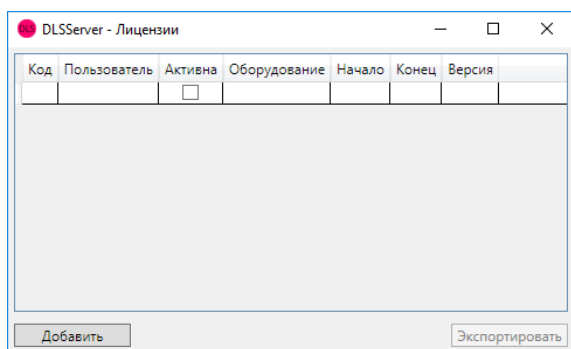 DLS DLSServer - Лицензии
Код Пользователь Активна Оборудование Начало Конец Версия
Добавить Экспортировать